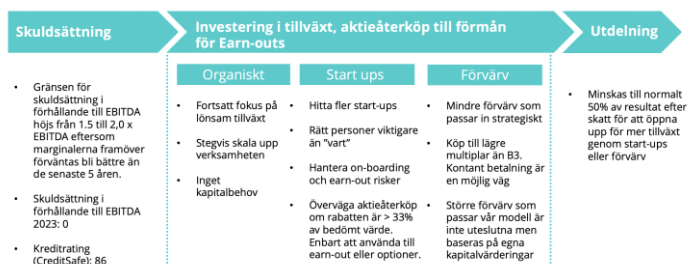 Skuldsättning
Investering i tillväxt, aktieåterköp till förmån
för Earn-outs
Utdelning
• Gränsen för
skuldsättning i
förhållande till EBITDA
höjs från 1.5 till 2,0 x
EBITDA eftersom
marginalerna framöver
förväntas bli bättre än
de senaste 5 åren.
• Skuldsättning i
förhållande till EBITDA
2023: 0
• Kreditrating
(CreditSafe): 86
Organiskt
• Fortsatt fokus på
lönsam tillväxt
• Stegvis skala upp
verksamheten
• Inget
kapitalbehov
Start ups
• Hitta fler start-ups
• Rätt personer viktigare
än ”vart”
• Hantera on-boarding
och earn-out risker
• Överväga aktieåterköp
om rabatten är > 33%
av bedömt värde.
Enbart att använda till
earn-out eller optioner.
Förvärv
• Mindre förvärv som
passar in strategiskt
• Köp till lägre
multiplar än B3.
Kontant betalning är
en möjlig väg
• Större förvärv som
passar vår modell är
inte uteslutna men
baseras på egna
kapitalvärderingar
• Minskas till normalt
50% av resultat efter
skatt för att öppna
upp för mer tillväxt
genom start-ups
eller förvärv